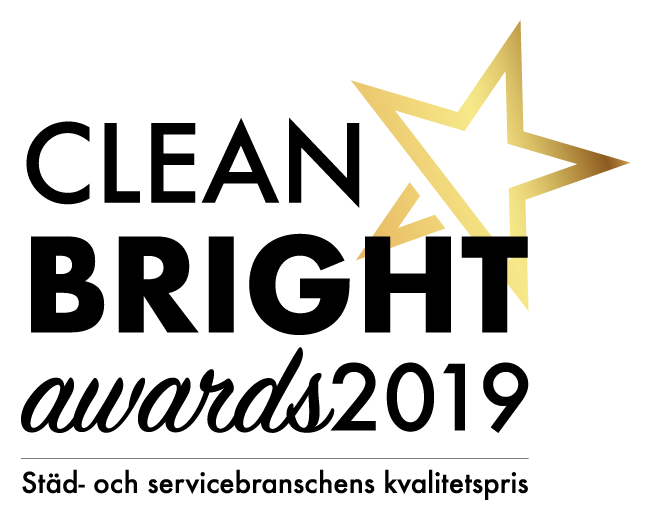 CLEAN
BRIGHT
awards2019
Städ- och servicebranschens kvalitetspris